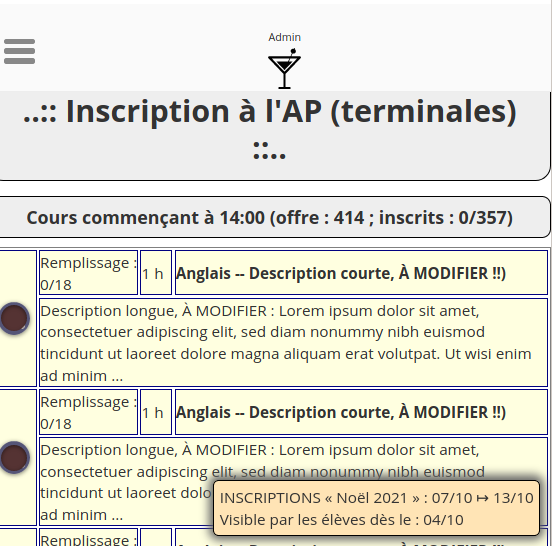 Admin
..:: Inscription à l'AP (terminales)
::..
Cours commençant à 14:00 (offre : 414 ; inscrits : 0/357)
Remplissage :
0/18
1 h
Anglais -- Description courte, À MODIFIER !!)
Description longue, À MODIFIER : Lorem ipsum dolor sit amet,
consectetuer adipiscing elit, sed diam nonummy nibh euismod
tincidunt ut laoreet dolore magna aliquam erat volutpat. Ut wisi enim
ad minim ...
Remplissage :
0/18
1 h
Anglais -- Description courte, À MODIFIER !!)
Description longue, À MODIFIER : Lorem ipsum dolor sit amet,
consectetuer adipiscing elit, sed diam nonummy nibh euismod
tincidunt ut laoreet dolo
ad minim ...
INSCRIPTIONS « Noël 2021 » : 07/10 ↦ 13/10
Visible par les élèves dès le : 04/10
Remplissage :